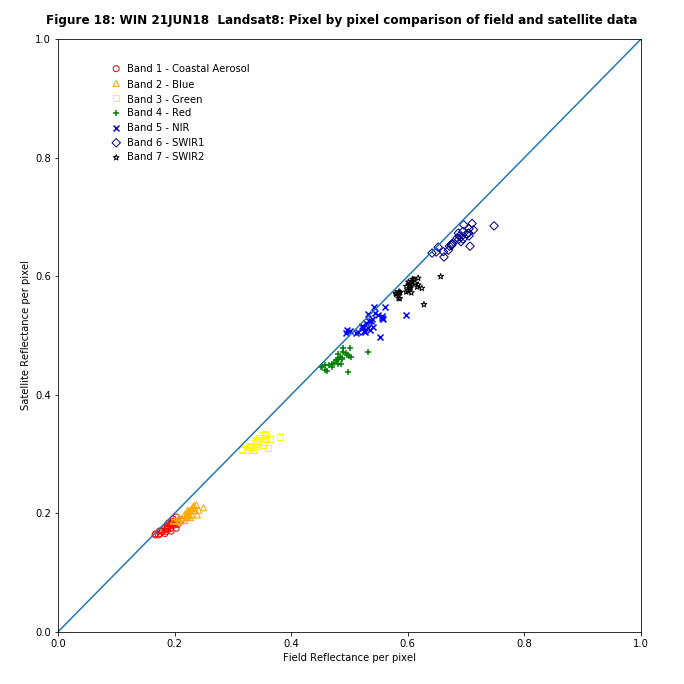 Figure 18: WIN 21JUN18  Landsat8: Pixel by pixel comparison of field and satellite data
1.0
0.8
0.6
0.4
0.2
0.0
Satellite Reflectance per pixel
Band 1 - Coastal Aerosol
Band 2 - Blue
Band 3 - Green
Band 4 - Red
Band 5 - NIR
Band 6 - SWIR1
Band 7 - SWIR2
0.0 0.2 0.4 0.6 0.8 1.0
Field Reflectance per pixel